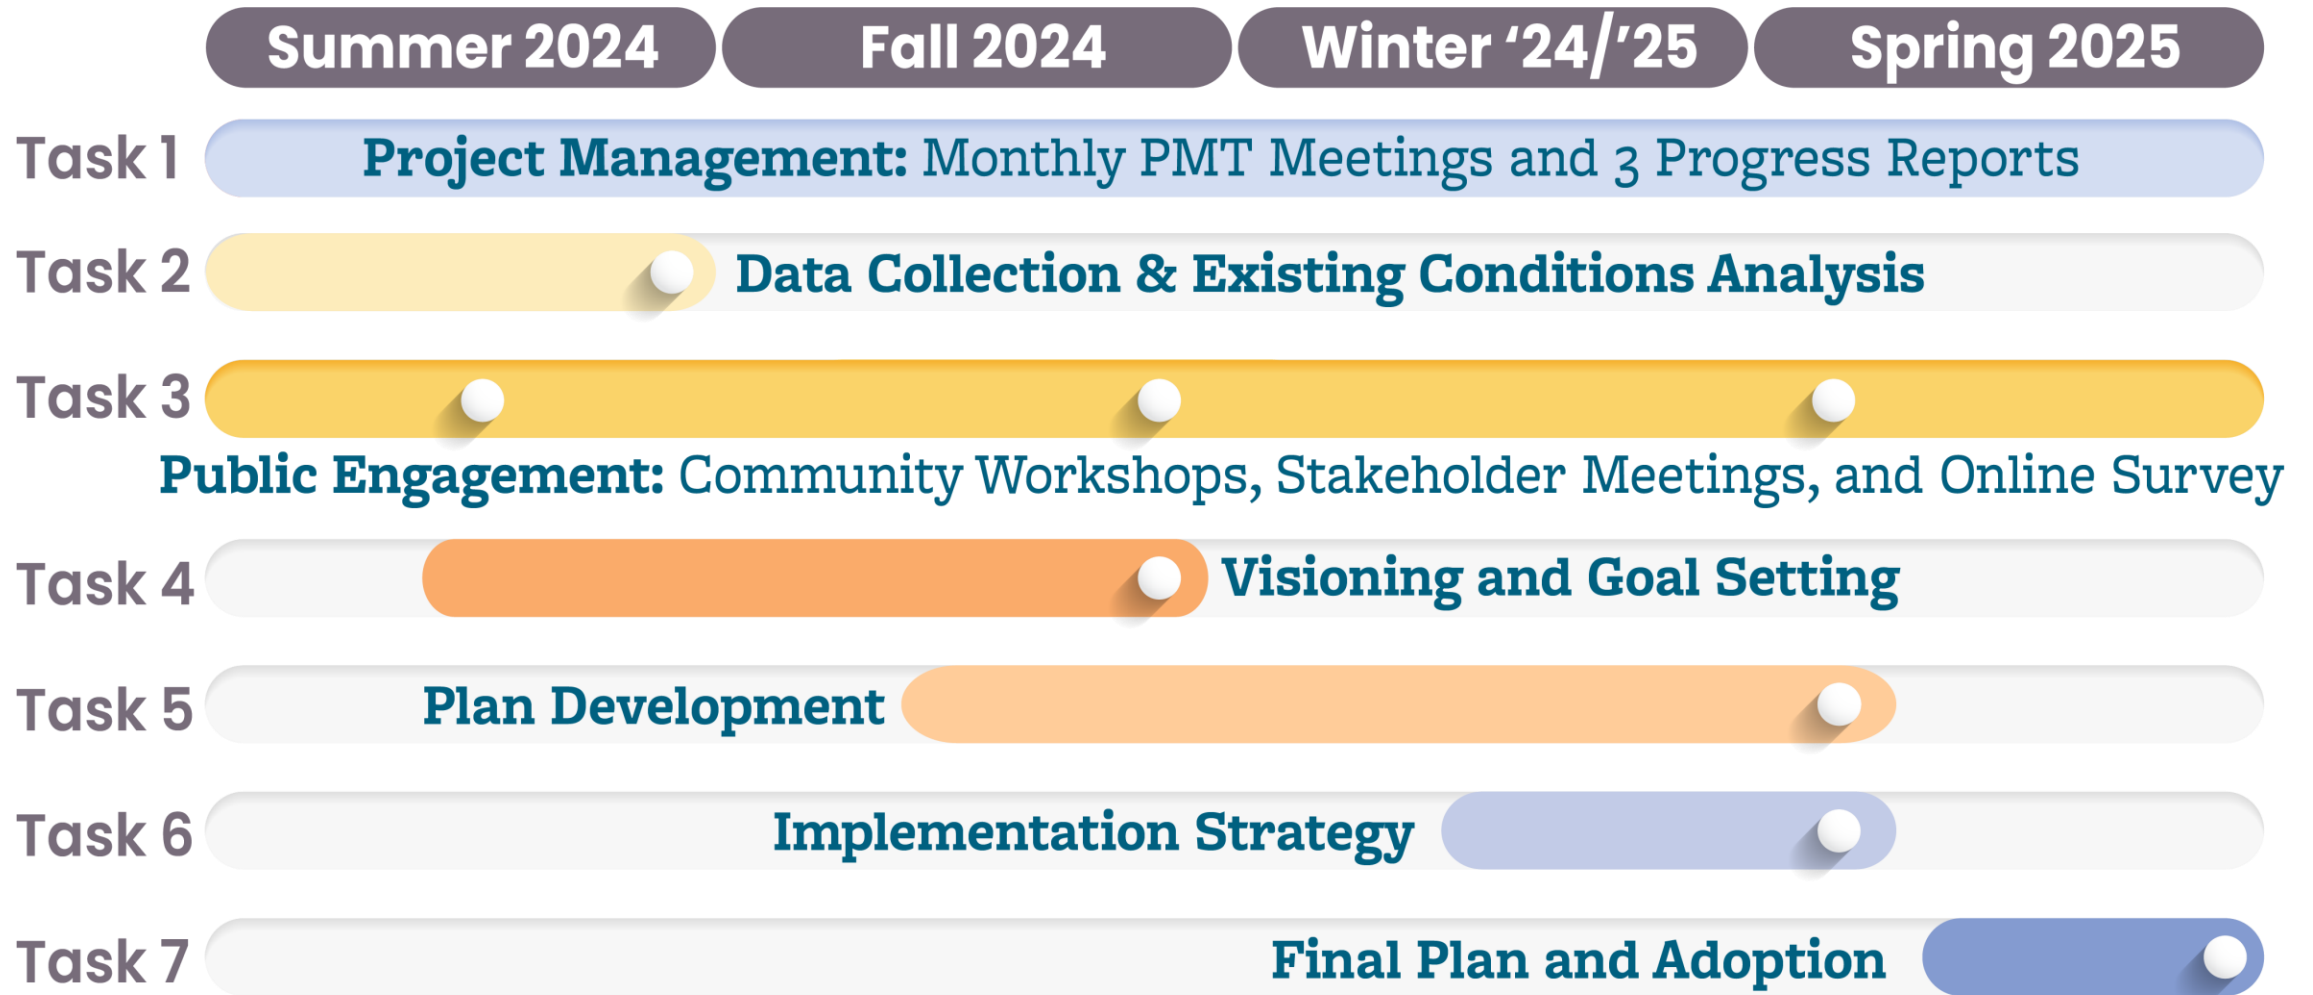 Summer 2024 Fall 2024 Winter ‘24/’25 Spring 2025
Task 1 Project Management: Monthly PMT Meetings and 3 Progress Reports
Task 2 Data Collection & Existing Conditions Analysis
Task 3
Public Engagement: Community Workshops, Stakeholder Meetings, and Online Survey
Task 4 Visioning and Goal Setting
Task 5 Plan Development
Task 6 Implementation Strategy
Task 7 Final Plan and Adoption